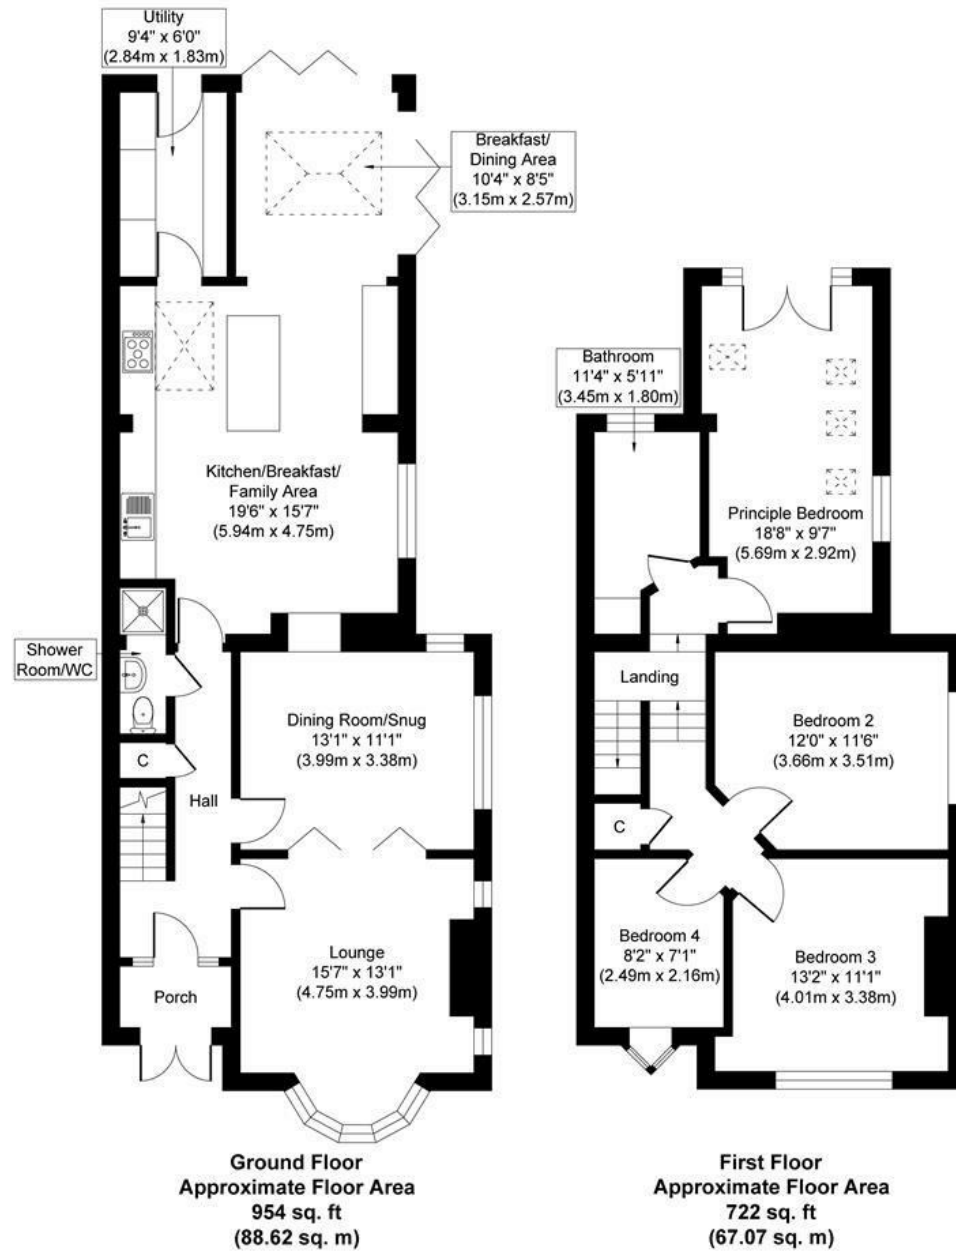 Utility
9'4" x 6'0"
(2.84m x 1.83m)
Breakfast/
Dining Area
10'4" x 8'5"
(3.15m x 2.57m)
Kitchen/Breakfast/
Family Area
19'6" x 15'7"
(5.94m x 4.75m)
Shower
Room/WC
C
Hall
Dining Room/Snug
13'1" x 11'1"
(3.99m x 3.38m)
Lounge
15'7" x 13'1"
(4.75m x 3.99m)
Porch
Ground Floor
Approximate Floor Area
954 sq. ft
(88.62 sq. m)
Bathroom
11'4" x 5'11"
(3.45m x 1.80m)
Principle Bedroom
18'8" x 9'7"
(5.69m x 2.92m)
Landing
Bedroom 2
12'0" x 11'6"
(3.66m x 3.51m)
C
Bedroom 4
8'2" x 7'1"
(2.49m x 2.16m)
Bedroom 3
13'2" x 11'1"
(4.01m x 3.38m)
First Floor
Approximate Floor Area
722 sq. ft
(67.07 sq. m)